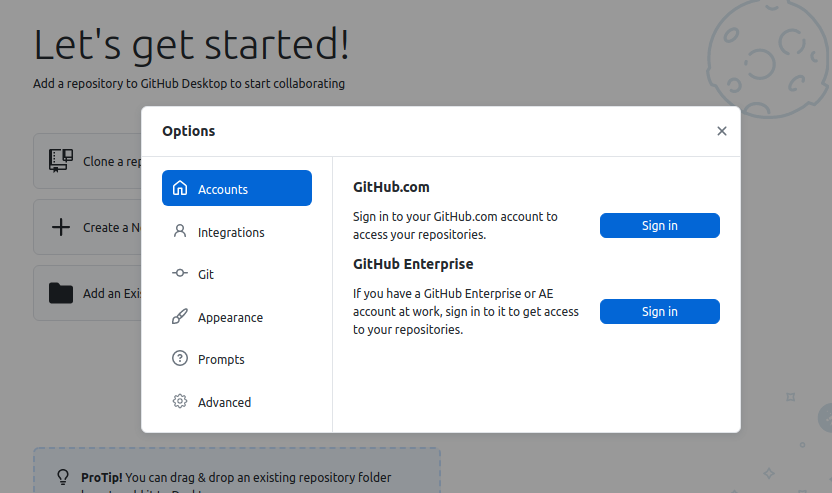 Let's get started!
Add a repository to GitHub Desktop to start collaborating
Options
Clone a rep
Create a
Add an
Accounts
Integrations
Git
Appearance
Prompts
Advanced
GitHub.com
Sign in to your GitHub.com account to
access your repositories.
Sign in
GitHub Enterprise
If you have a GitHub Enterprise or AE
account at work, sign in to it to get access
to your repositories.
Sign in
ProTip! You can drag & drop an existing repository folder